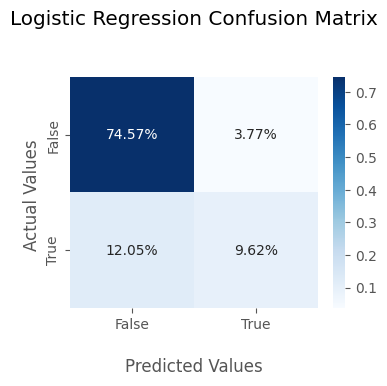 Logistic Regression Confusion Matrix
Actual Values
False
True
74.57%
3.77%
12.05%
9.62%
False
True
Predicted Values
0.7
0.6
0.5
0.4
0.3
0.2
0.1